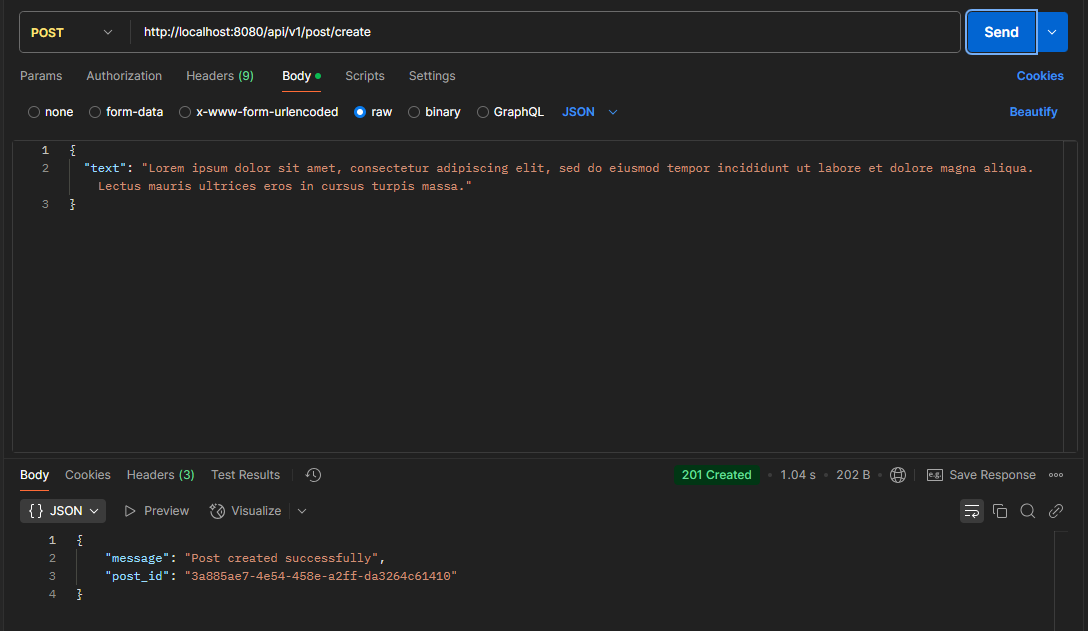 POST http://localhost:8080/api/v1/post/create Send
Params Authorization Headers (9) Body Scripts Settings Cookies
none form-data x-www-form-urlencoded raw binary GraphQL JSON Beautify
1 {
2 "text": "Lorem ipsum dolor sit amet, consectetur adipiscing elit, sed do eiusmod tempor incididunt ut labore et dolore magna aliqua.
Lectus mauris ultrices eros in cursus turpis massa."
3 }
Body Cookies Headers (3) Test Results 201 Created 1.04 s 202 B e.g. Save Response
{} JSON Preview Visualize
1 {
2 "message": "Post created successfully",
3 "post_id": "3a885ae7-4e54-458e-a2ff-da3264c61410"
4 }